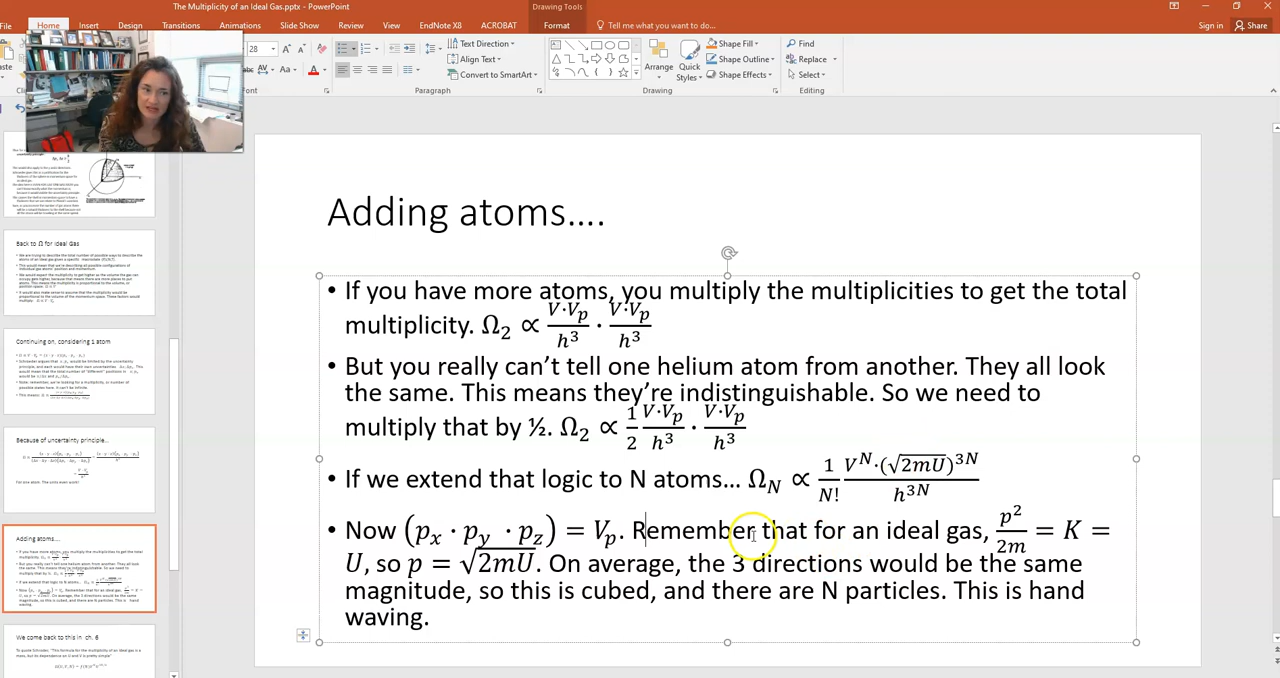 The Multiplicity of an Ideal Gas.pptx - PowerPoint
Drawing Tools
Home Insert Design Transitions Animations Slide Show Review View EndNote X8 ACROBAT Format Tell me what you want to do...
Sign in Share
28
Text Direction
Align Text
Convert to SmartArt
Arrange
Quick Styles
Shape Fill
Shape Outline
Shape Effects
Find
Replace
Select
Paragraph
Drawing
Editing
Back to Ω for Ideal Gas
Continuing on, considering 1 atom
Because of uncertainty principle...
Adding atoms....
We come back to this in ch. 6
Adding atoms....
• If you have more atoms, you multiply the multiplicities to get the total
multiplicity. Ω₂ ∝ V·Vₚ/h³ · V·Vₚ/h³
• But you really can't tell one helium atom from another. They all look
the same. This means they're indistinguishable. So we need to
multiply that by ½. Ω₂ ∝ 1/2 V·Vₚ/h³ · V·Vₚ/h³
• If we extend that logic to N atoms... Ω_N ∝ 1/N! V^N·(√2mU)^3N/h^3N
• Now (pₓ · p_y · p_z) = Vₚ. Remember that for an ideal gas, p²/2m = K =
U, so p = √2mU. On average, the 3 directions would be the same
magnitude, so this is cubed, and there are N particles. This is hand
waving.